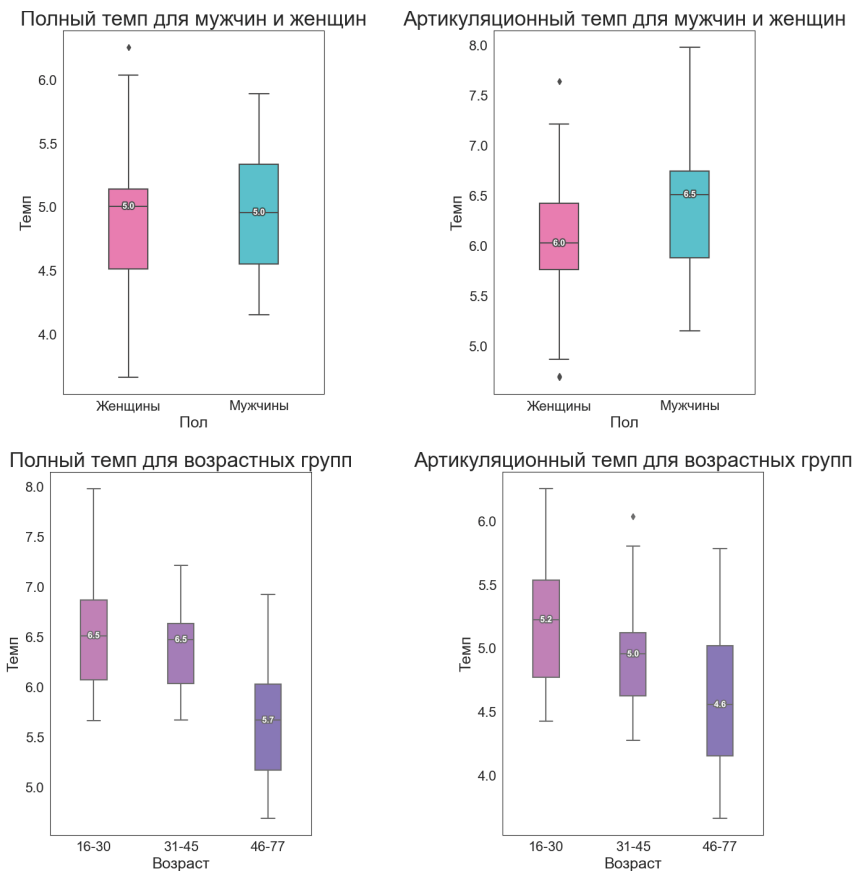 Полный темп для мужчин и женщин
Темп
6.0
5.5
5.0
4.5
4.0
5.0
5.0
Женщины
Мужчины
Пол
Артикуляционный темп для мужчин и женщин
Темп
8.0
7.5
7.0
6.5
6.0
5.5
5.0
6.0
6.5
Женщины
Мужчины
Пол
Полный темп для возрастных групп
Темп
8.0
7.5
7.0
6.5
6.0
5.5
5.0
6.5
6.5
5.7
16-30
31-45
46-77
Возраст
Артикуляционный темп для возрастных групп
Темп
6.0
5.5
5.0
4.5
4.0
5.2
5.0
4.6
16-30
31-45
46-77
Возраст